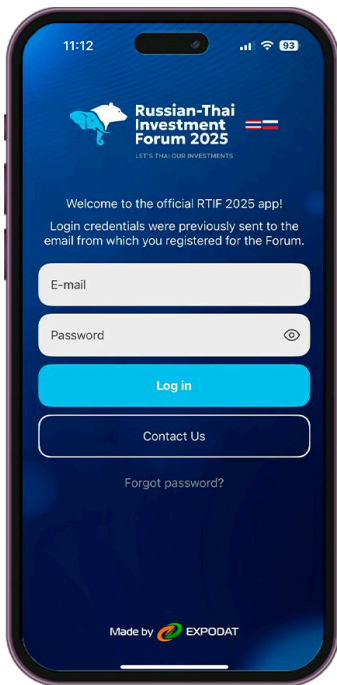 11:12
93
Russian-Thai
Investment
Forum 2025
LET'S THAI OUR INVESTMENTS
Welcome to the official RTIF 2025 app!
Login credentials were previously sent to the
email from which you registered for the Forum.
E-mail
Password
Log in
Contact Us
Forgot password?
Made by EXPODAT